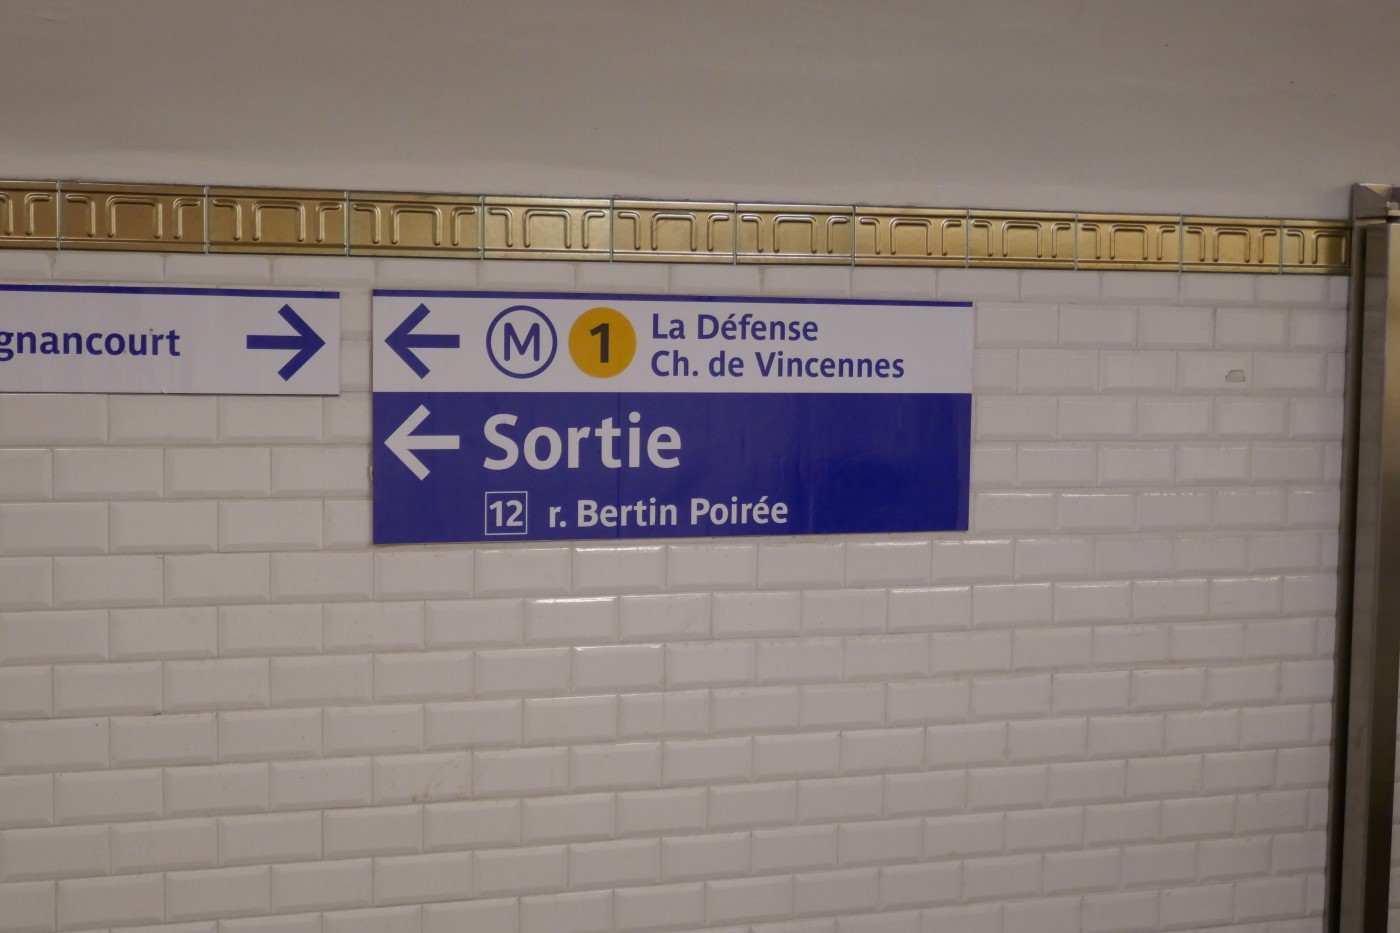 gnancourt
M 1 La Défense
Ch. de Vincennes
Sortie
12 r. Bertin Poirée